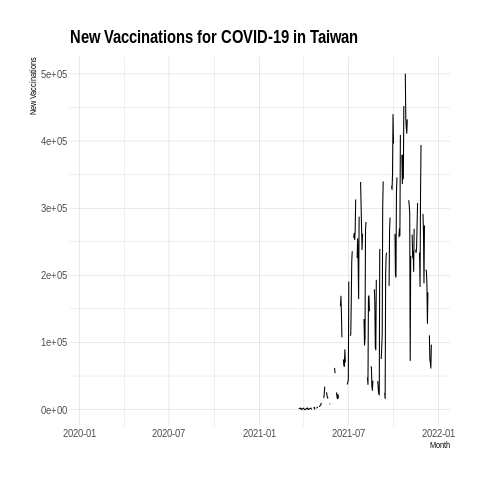 New Vaccinations for COVID-19 in Taiwan
New Vaccinations
5e+05
4e+05
3e+05
2e+05
1e+05
0e+00
2020-01 2020-07 2021-01 2021-07 2022-01
Month